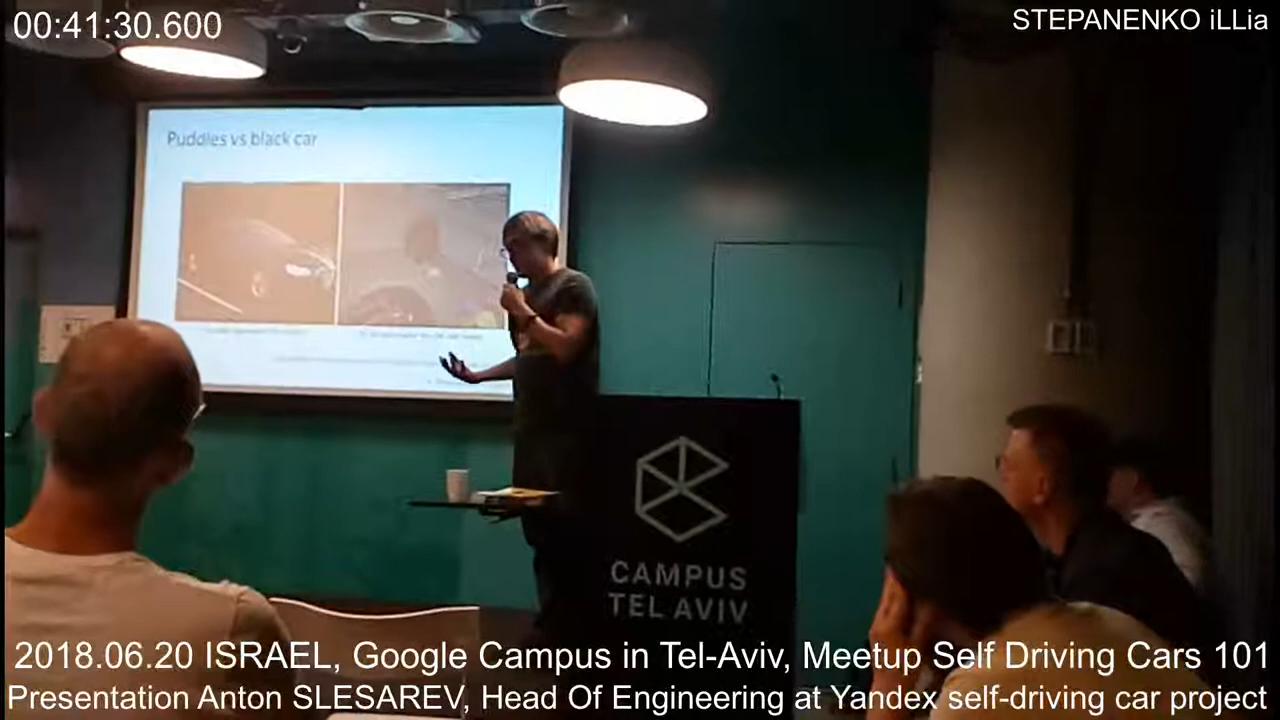 00:41:30.600
STEPANENKO iLLia
Puddles vs black car
CAMPUS
TEL AVIV
2018.06.20 ISRAEL, Google Campus in Tel-Aviv, Meetup Self Driving Cars 101
Presentation Anton SLESAREV, Head Of Engineering at Yandex self-driving car project